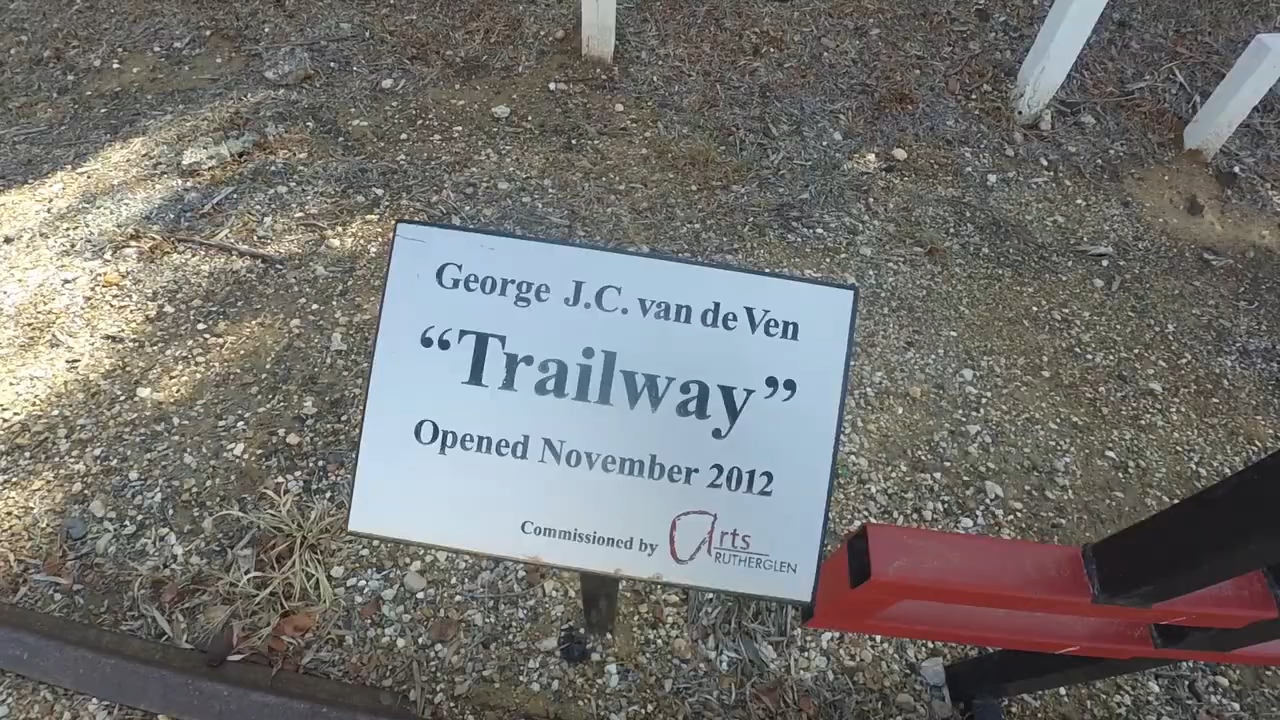 George J.C. van de Ven
“Trailway”
Opened November 2012
Commissioned by arts
RUTHERGLEN